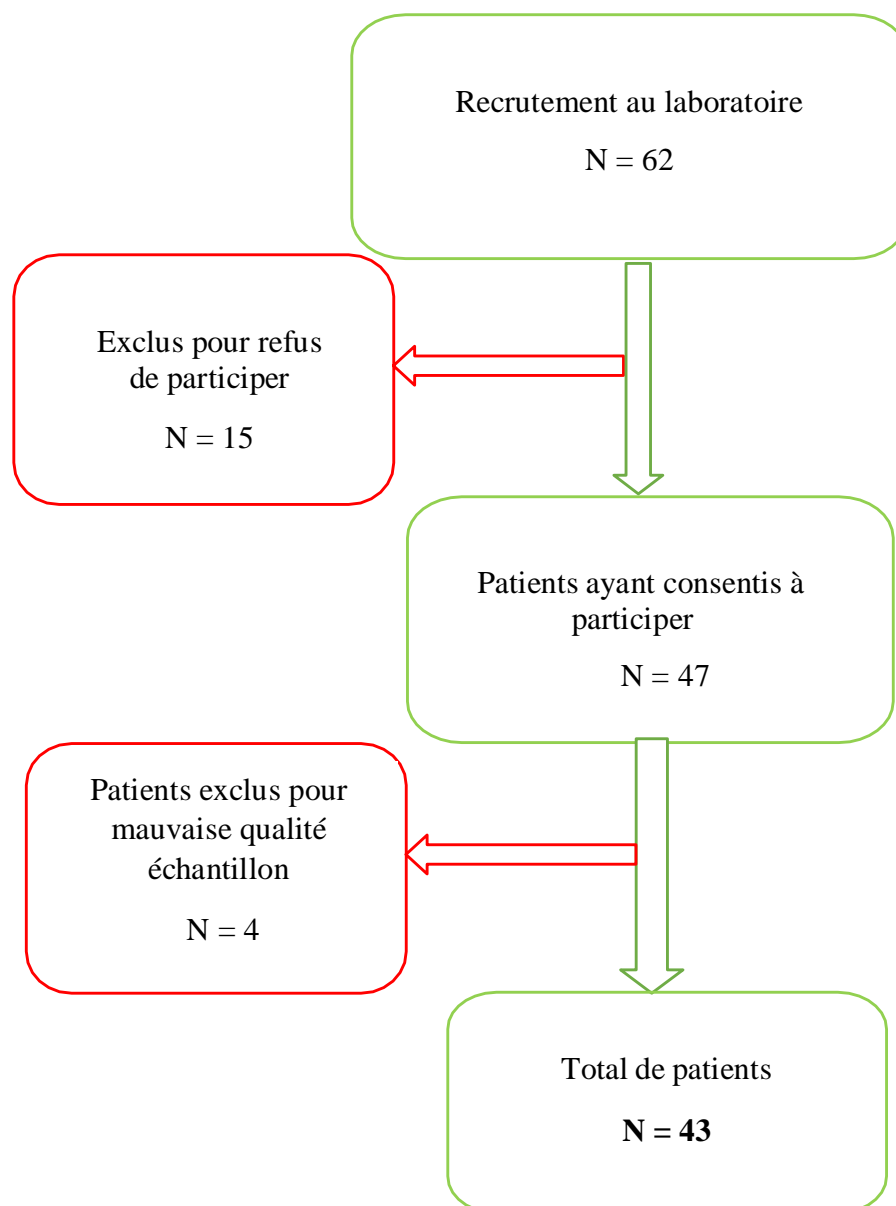 Recrutement au laboratoire
N = 62
Exclus pour refus
de participer
N = 15
Patients ayant consentis à
participer
N = 47
Patients exclus pour
mauvaise qualité
échantillon
N = 4
Total de patients
N = 43